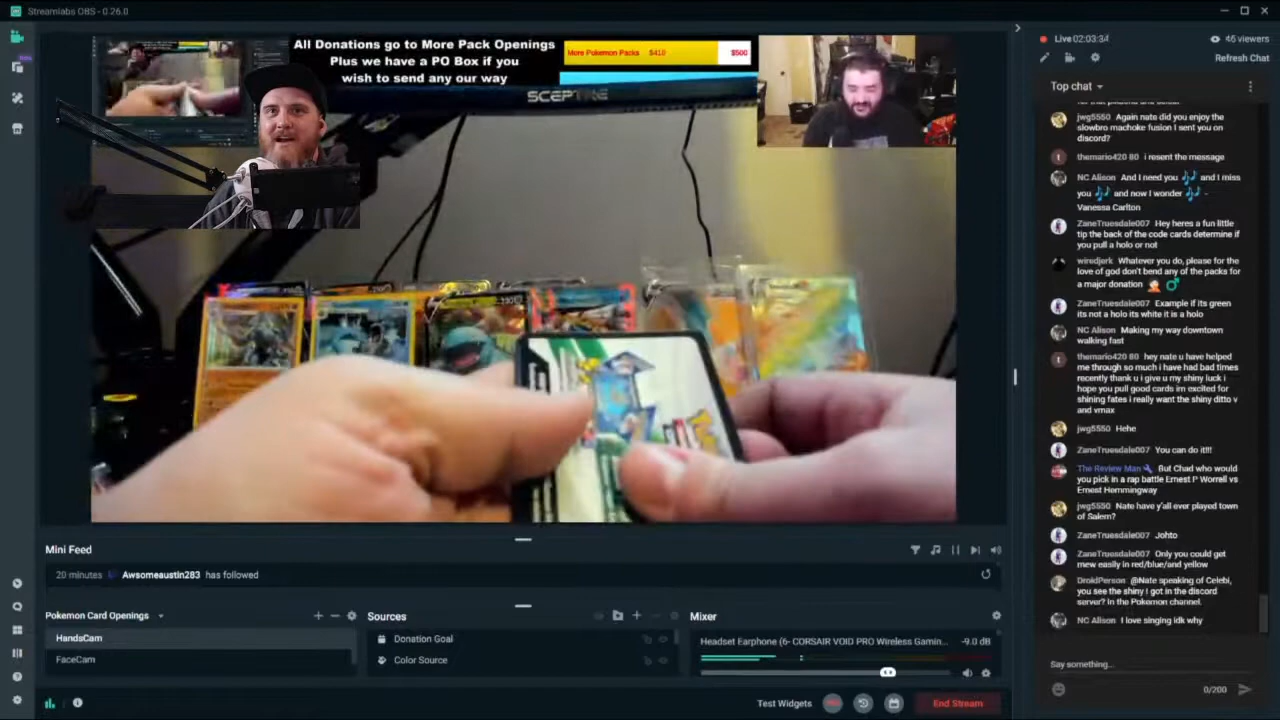 Streamlabs OBS - 0.26.0
All Donations go to More Pack Openings
Plus we have a PO Box if you
wish to send any our way
More Pokemon Packs $410 $500
SCEPTRE
Live 02:03:34
46 viewers
Refresh Chat
Top chat
jwg5550 Again nate did you enjoy the
slowbro machoke fusion I sent you on
discord?
themario420 80 i resent the message
NC Alison And I need you 🎶 and I miss
you 🎶 and now I wonder 🎶 -
Vanessa Carlton
ZaneTruesdale007 Hey heres a fun little
tip the back of the code cards determine if
you pull a holo or not
wiredjerk Whatever you do, please for the
love of god don't bend any of the packs for
a major donation 🤦 ♂
ZaneTruesdale007 Example if its green
its not a holo its white it is a holo
NC Alison Making my way downtown
walking fast
themario420 80 hey nate u have helped
me through so much i have had bad times
recently thank u i give u my shiny luck i
hope you pull good cards im excited for
shining fates i really want the shiny ditto v
and vmax
jwg5550 Hehe
ZaneTruesdale007 You can do it!!!
The Review Man But Chad who would
you pick in a rap battle Ernest P Worrell vs
Ernest Hemmingway
jwg5550 Nate have y'all ever played town
of Salem?
ZaneTruesdale007 Johto
ZaneTruesdale007 Only you could get
mew easily in red/blue/and yellow
DroidPerson @Nate speaking of Celebi,
you see the shiny I got in the discord
server? In the Pokemon channel.
NC Alison I love singing idk why
Say something...
0/200
Mini Feed
20 minutes Awsomeaustin283 has followed
Pokemon Card Openings
HandsCam
FaceCam
Sources
Donation Goal
Color Source
Mixer
Headset Earphone (6- CORSAIR VOID PRO Wireless Gamin... -9.0 dB
Test Widgets
End Stream